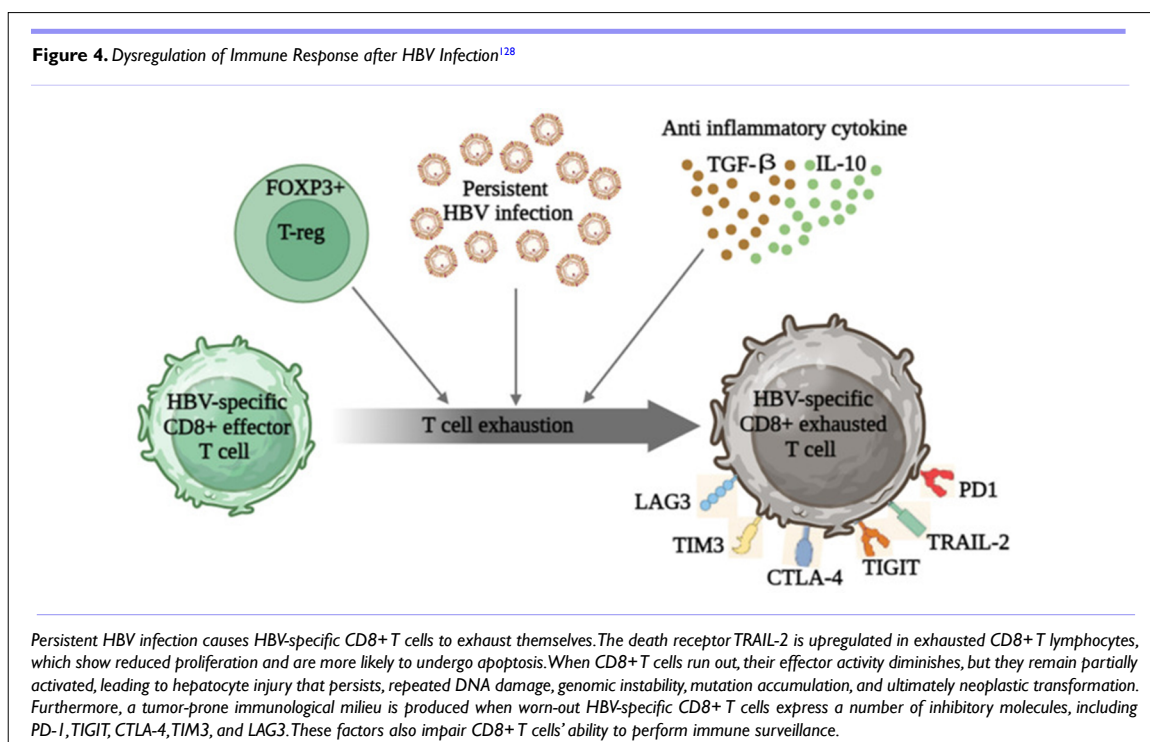 Figure 4. Dysregulation of Immune Response after HBV Infection128
Anti inflammatory cytokine
TGF-β IL-10
FOXP3+
T-reg
Persistent
HBV infection
HBV-specific
CD8+ effector
T cell
T cell exhaustion
HBV-specific
CD8+ exhausted
T cell
LAG3
TIM3
CTLA-4
TIGIT
TRAIL-2
PD1
Persistent HBV infection causes HBV-specific CD8+ T cells to exhaust themselves. The death receptor TRAIL-2 is upregulated in exhausted CD8+ T lymphocytes,
which show reduced proliferation and are more likely to undergo apoptosis. When CD8+ T cells run out, their effector activity diminishes, but they remain partially
activated, leading to hepatocyte injury that persists, repeated DNA damage, genomic instability, mutation accumulation, and ultimately neoplastic transformation.
Furthermore, a tumor-prone immunological milieu is produced when worn-out HBV-specific CD8+ T cells express a number of inhibitory molecules, including
PD-1, TIGIT, CTLA-4, TIM3, and LAG3. These factors also impair CD8+ T cells' ability to perform immune surveillance.